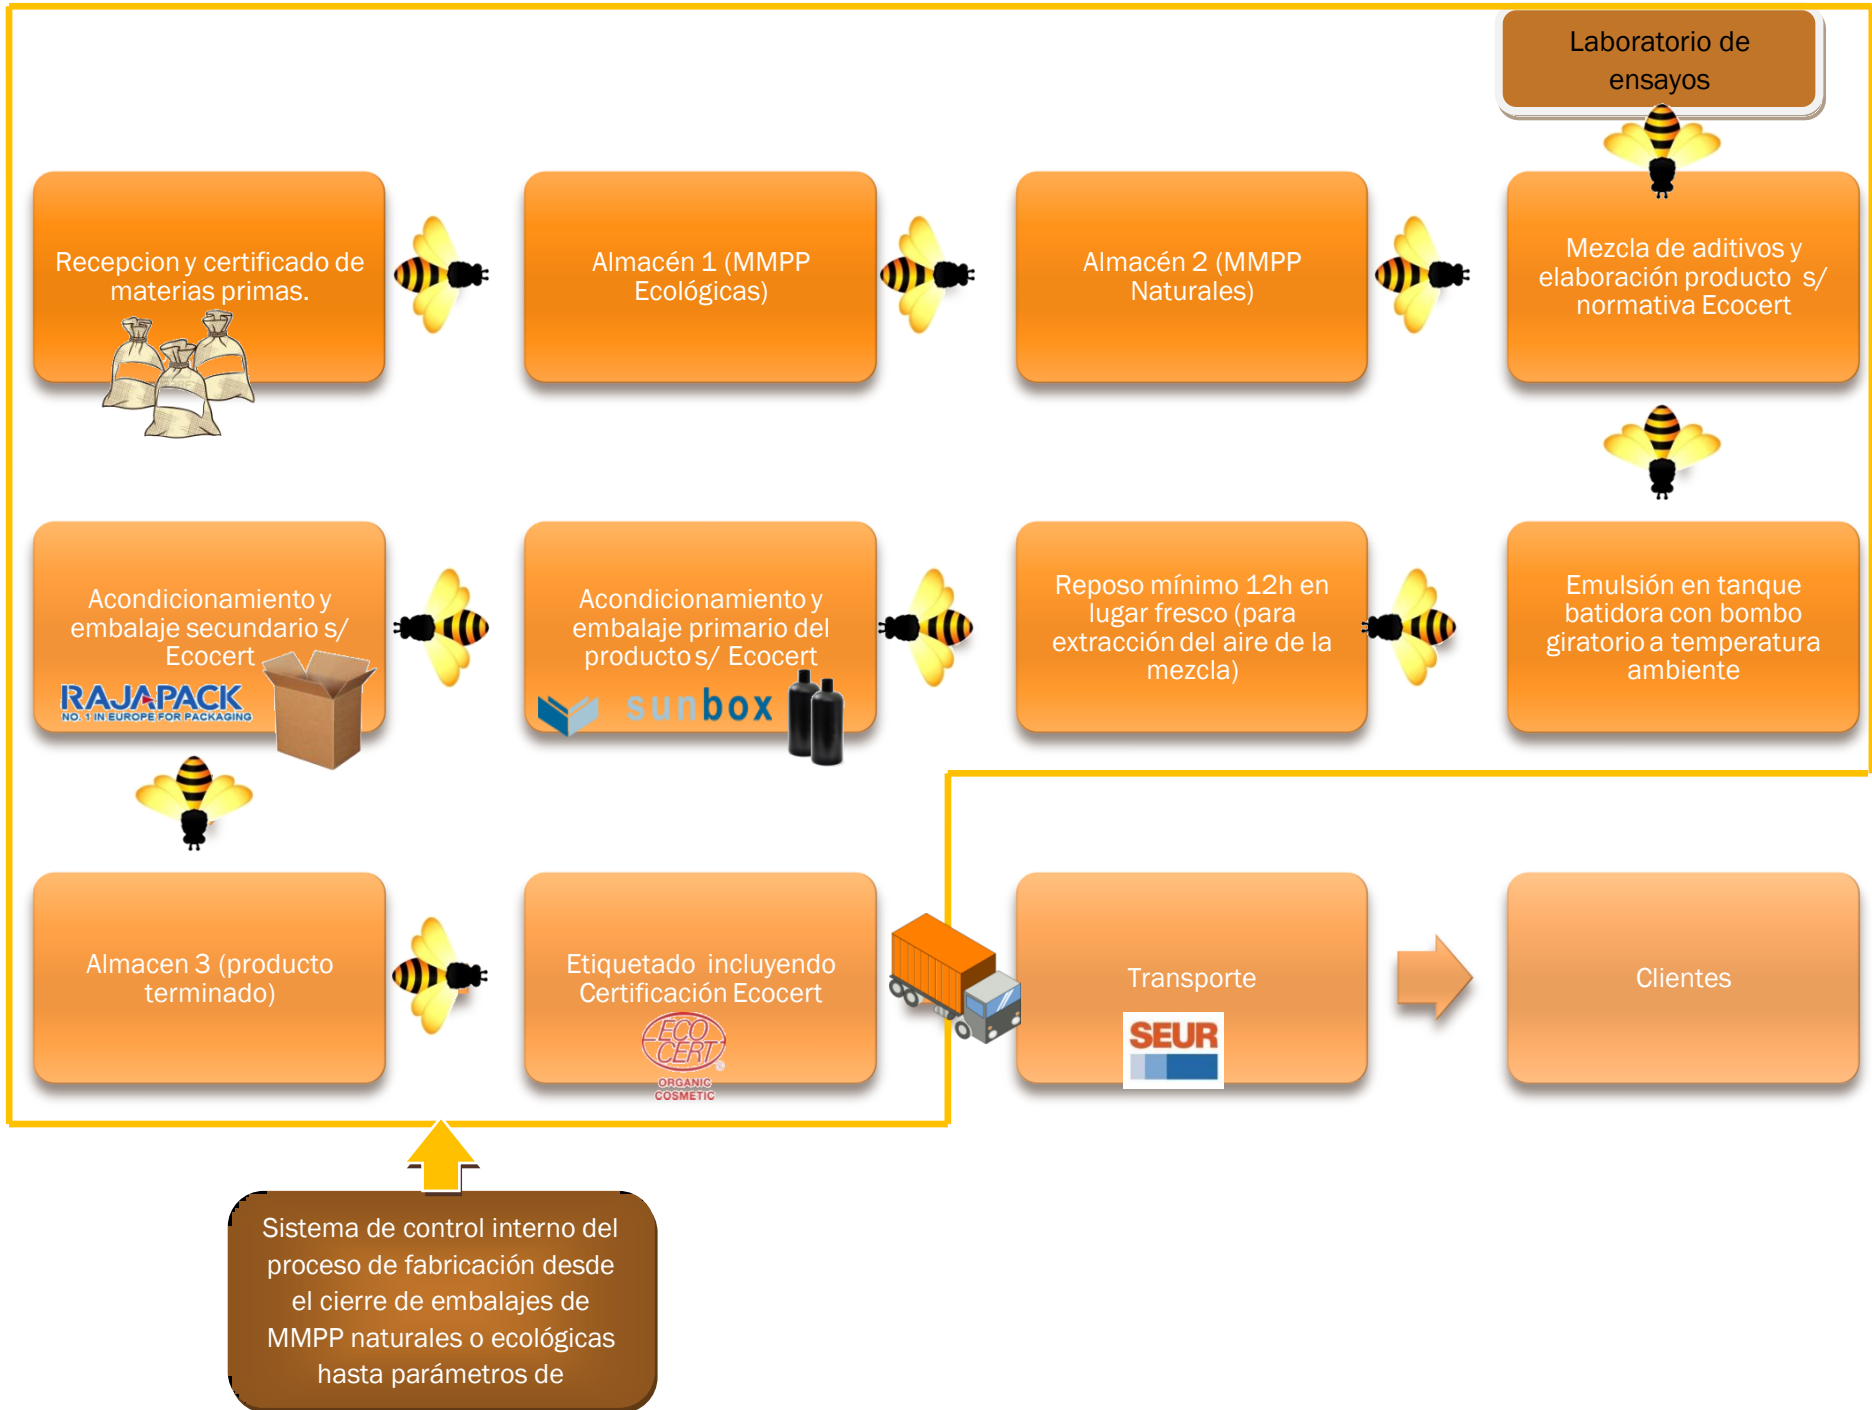 Laboratorio de
ensayos
Recepcion y certificado de
materias primas.
Almacén 1 (MMPP
Ecológicas)
Almacén 2 (MMPP
Naturales)
Mezcla de aditivos y
elaboración producto s/
normativa Ecocert
Acondicionamiento y
embalaje secundario s/
Ecocert
RAJAPACK
NO. 1 IN EUROPE FOR PACKAGING
Acondicionamiento y
embalaje primario del
producto s/ Ecocert
sunbox
Reposo mínimo 12h en
lugar fresco (para
extracción del aire de la
mezcla)
Emulsión en tanque
batidora con bombo
giratorio a temperatura
ambiente
Almacen 3 (producto
terminado)
Etiquetado incluyendo
Certificación Ecocert
ECO
CERT
®
ORGANIC
COSMETIC
Transporte
SEUR
Clientes
Sistema de control interno del
proceso de fabricación desde
el cierre de embalajes de
MMPP naturales o ecológicas
hasta parámetros de